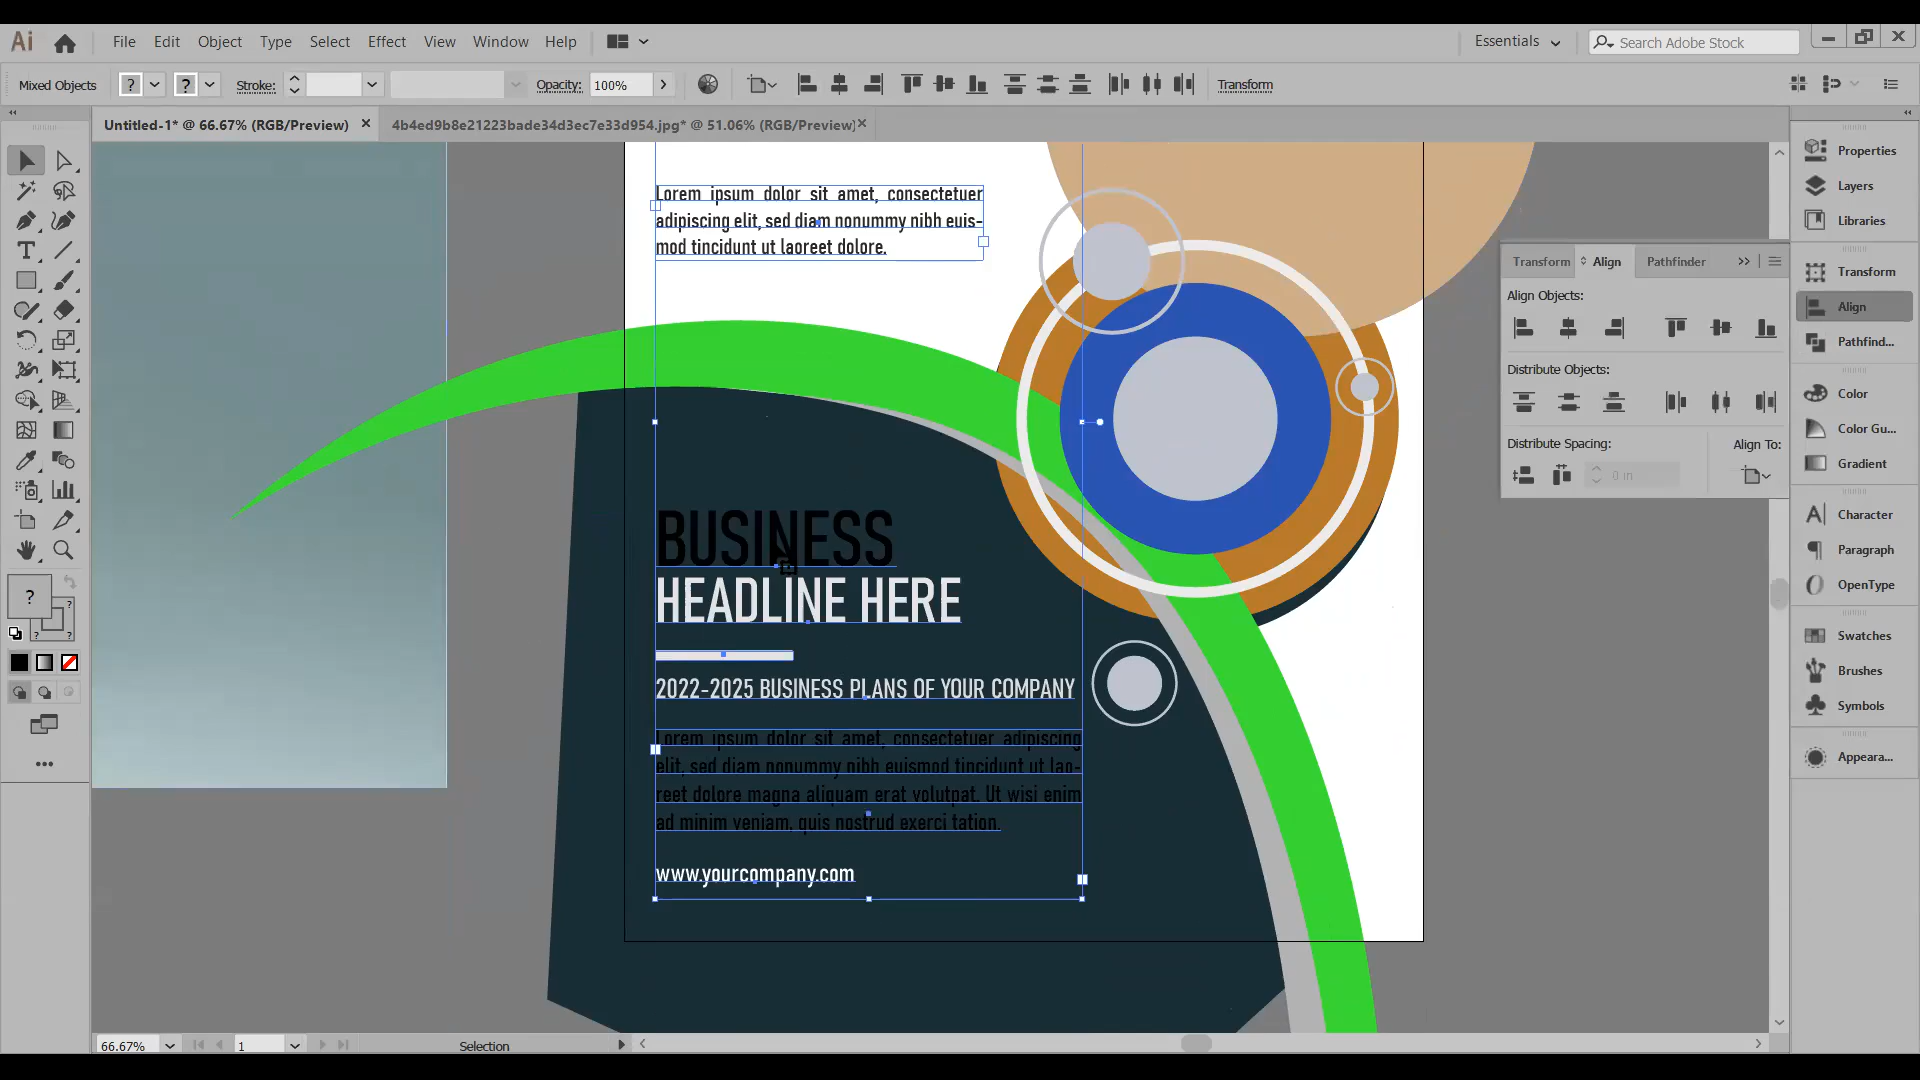 Ai
File Edit Object Type Select Effect View Window Help
Essentials
Search Adobe Stock
Mixed Objects ? ? Stroke: Opacity: 100% Transform
Untitled-1* @ 66.67% (RGB/Preview)
4b4ed9b8e21223bade34d3ec7e33d954.jpg* @ 51.06% (RGB/Preview)
Lorem ipsum dolor sit amet, consectetuer
adipiscing elit, sed diam nonummy nibh euis-
mod tincidunt ut laoreet dolore.
BUSINESS
HEADLINE HERE
2022-2025 BUSINESS PLANS OF YOUR COMPANY
Lorem ipsum dolor sit amet, consectetuer adipiscing
elit, sed diam nonummy nibh euismod tincidunt ut lao-
reet dolore magna aliquam erat volutpat. Ut wisi enim
ad minim veniam, quis nostrud exerci tation.
www.yourcompany.com
Transform
Align
Pathfinder
Align Objects:
Distribute Objects:
Distribute Spacing:
Align To:
0 in
Properties
Layers
Libraries
Transform
Align
Pathfind...
Color
Color Gu...
Gradient
Character
Paragraph
OpenType
Swatches
Brushes
Symbols
Appeara...
?
?
? ?
66.67%
1
Selection